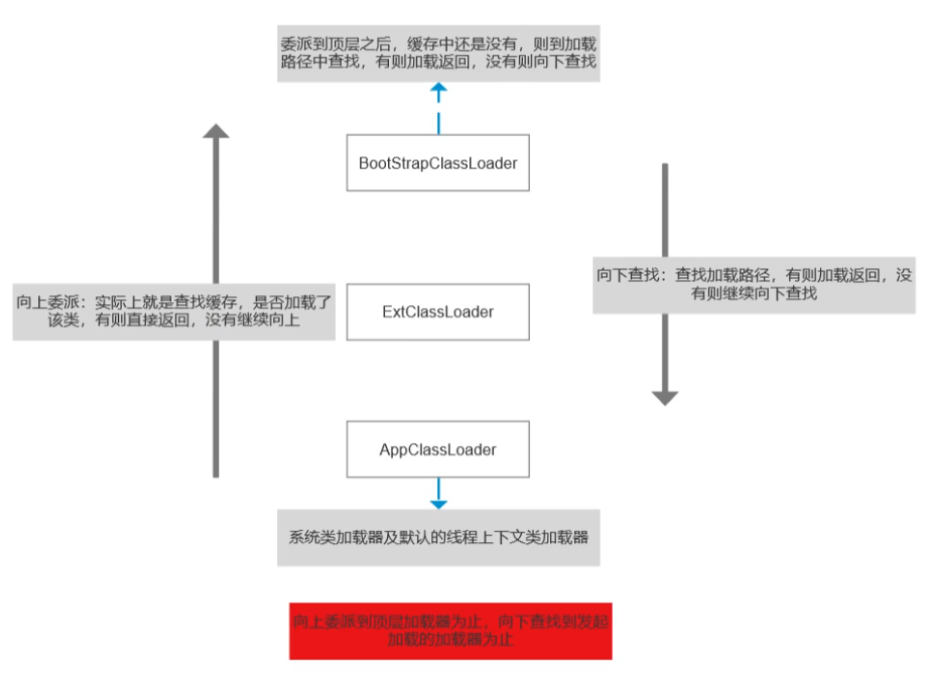 委派到顶层之后，缓存中还是没有，则到加载
路径中查找，有则加载返回，没有则向下查找
BootStrapClassLoader
向下查找：查找加载路径，有则加载返回，没
有则继续向下查找
向上委派：实际上就是查找缓存，是否加载了
该类，有则直接返回，没有继续向上
ExtClassLoader
AppClassLoader
系统类加载器及默认的线程上下文类加载器
向上委派到顶层加载器为止，向下查找到发起
加载的加载器为止